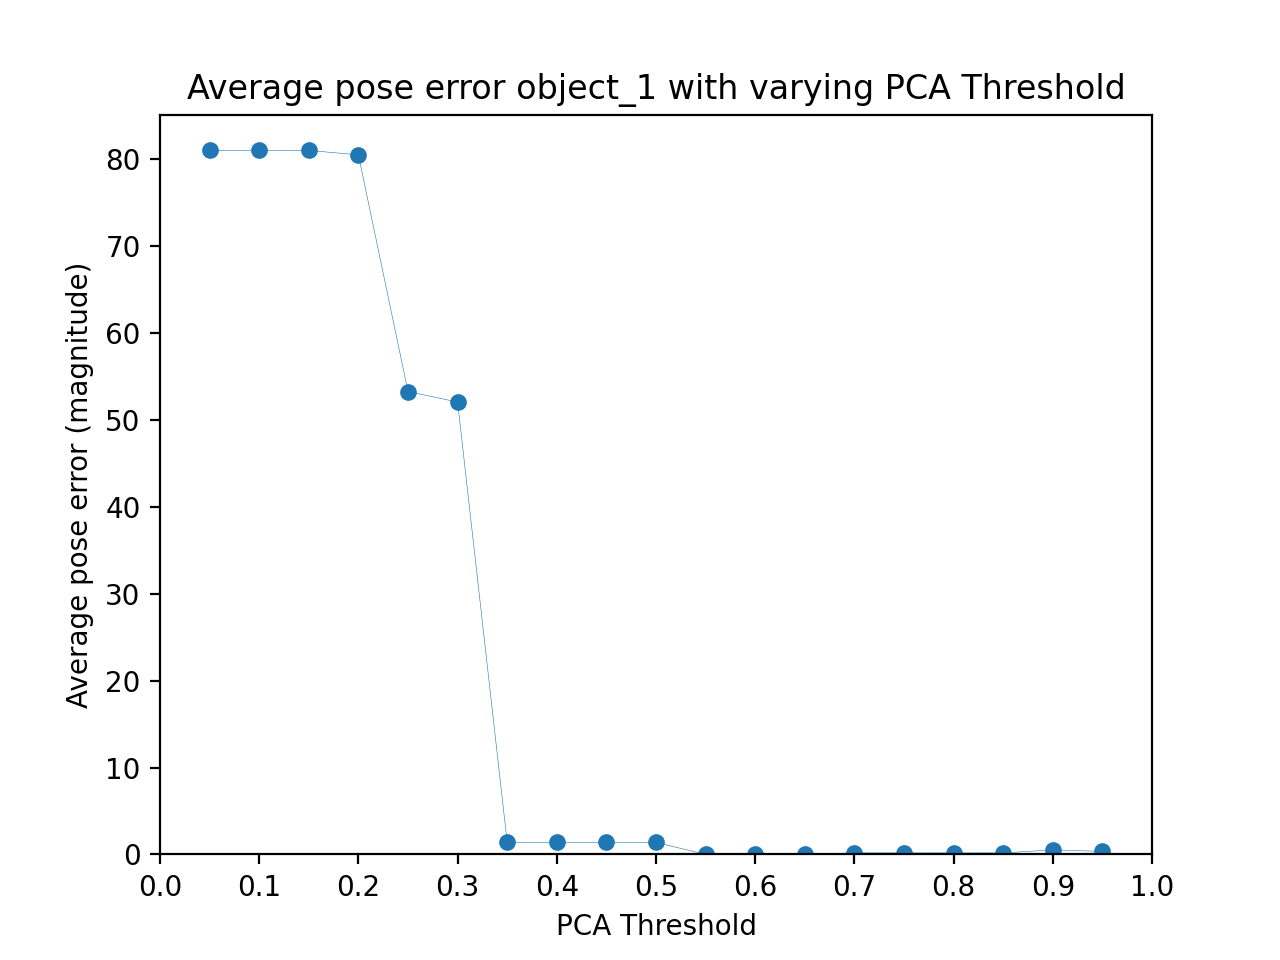 Average pose error object_1 with varying PCA Threshold
Average pose error (magnitude)
80
70
60
50
40
30
20
10
0
0.0 0.1 0.2 0.3 0.4 0.5 0.6 0.7 0.8 0.9 1.0
PCA Threshold